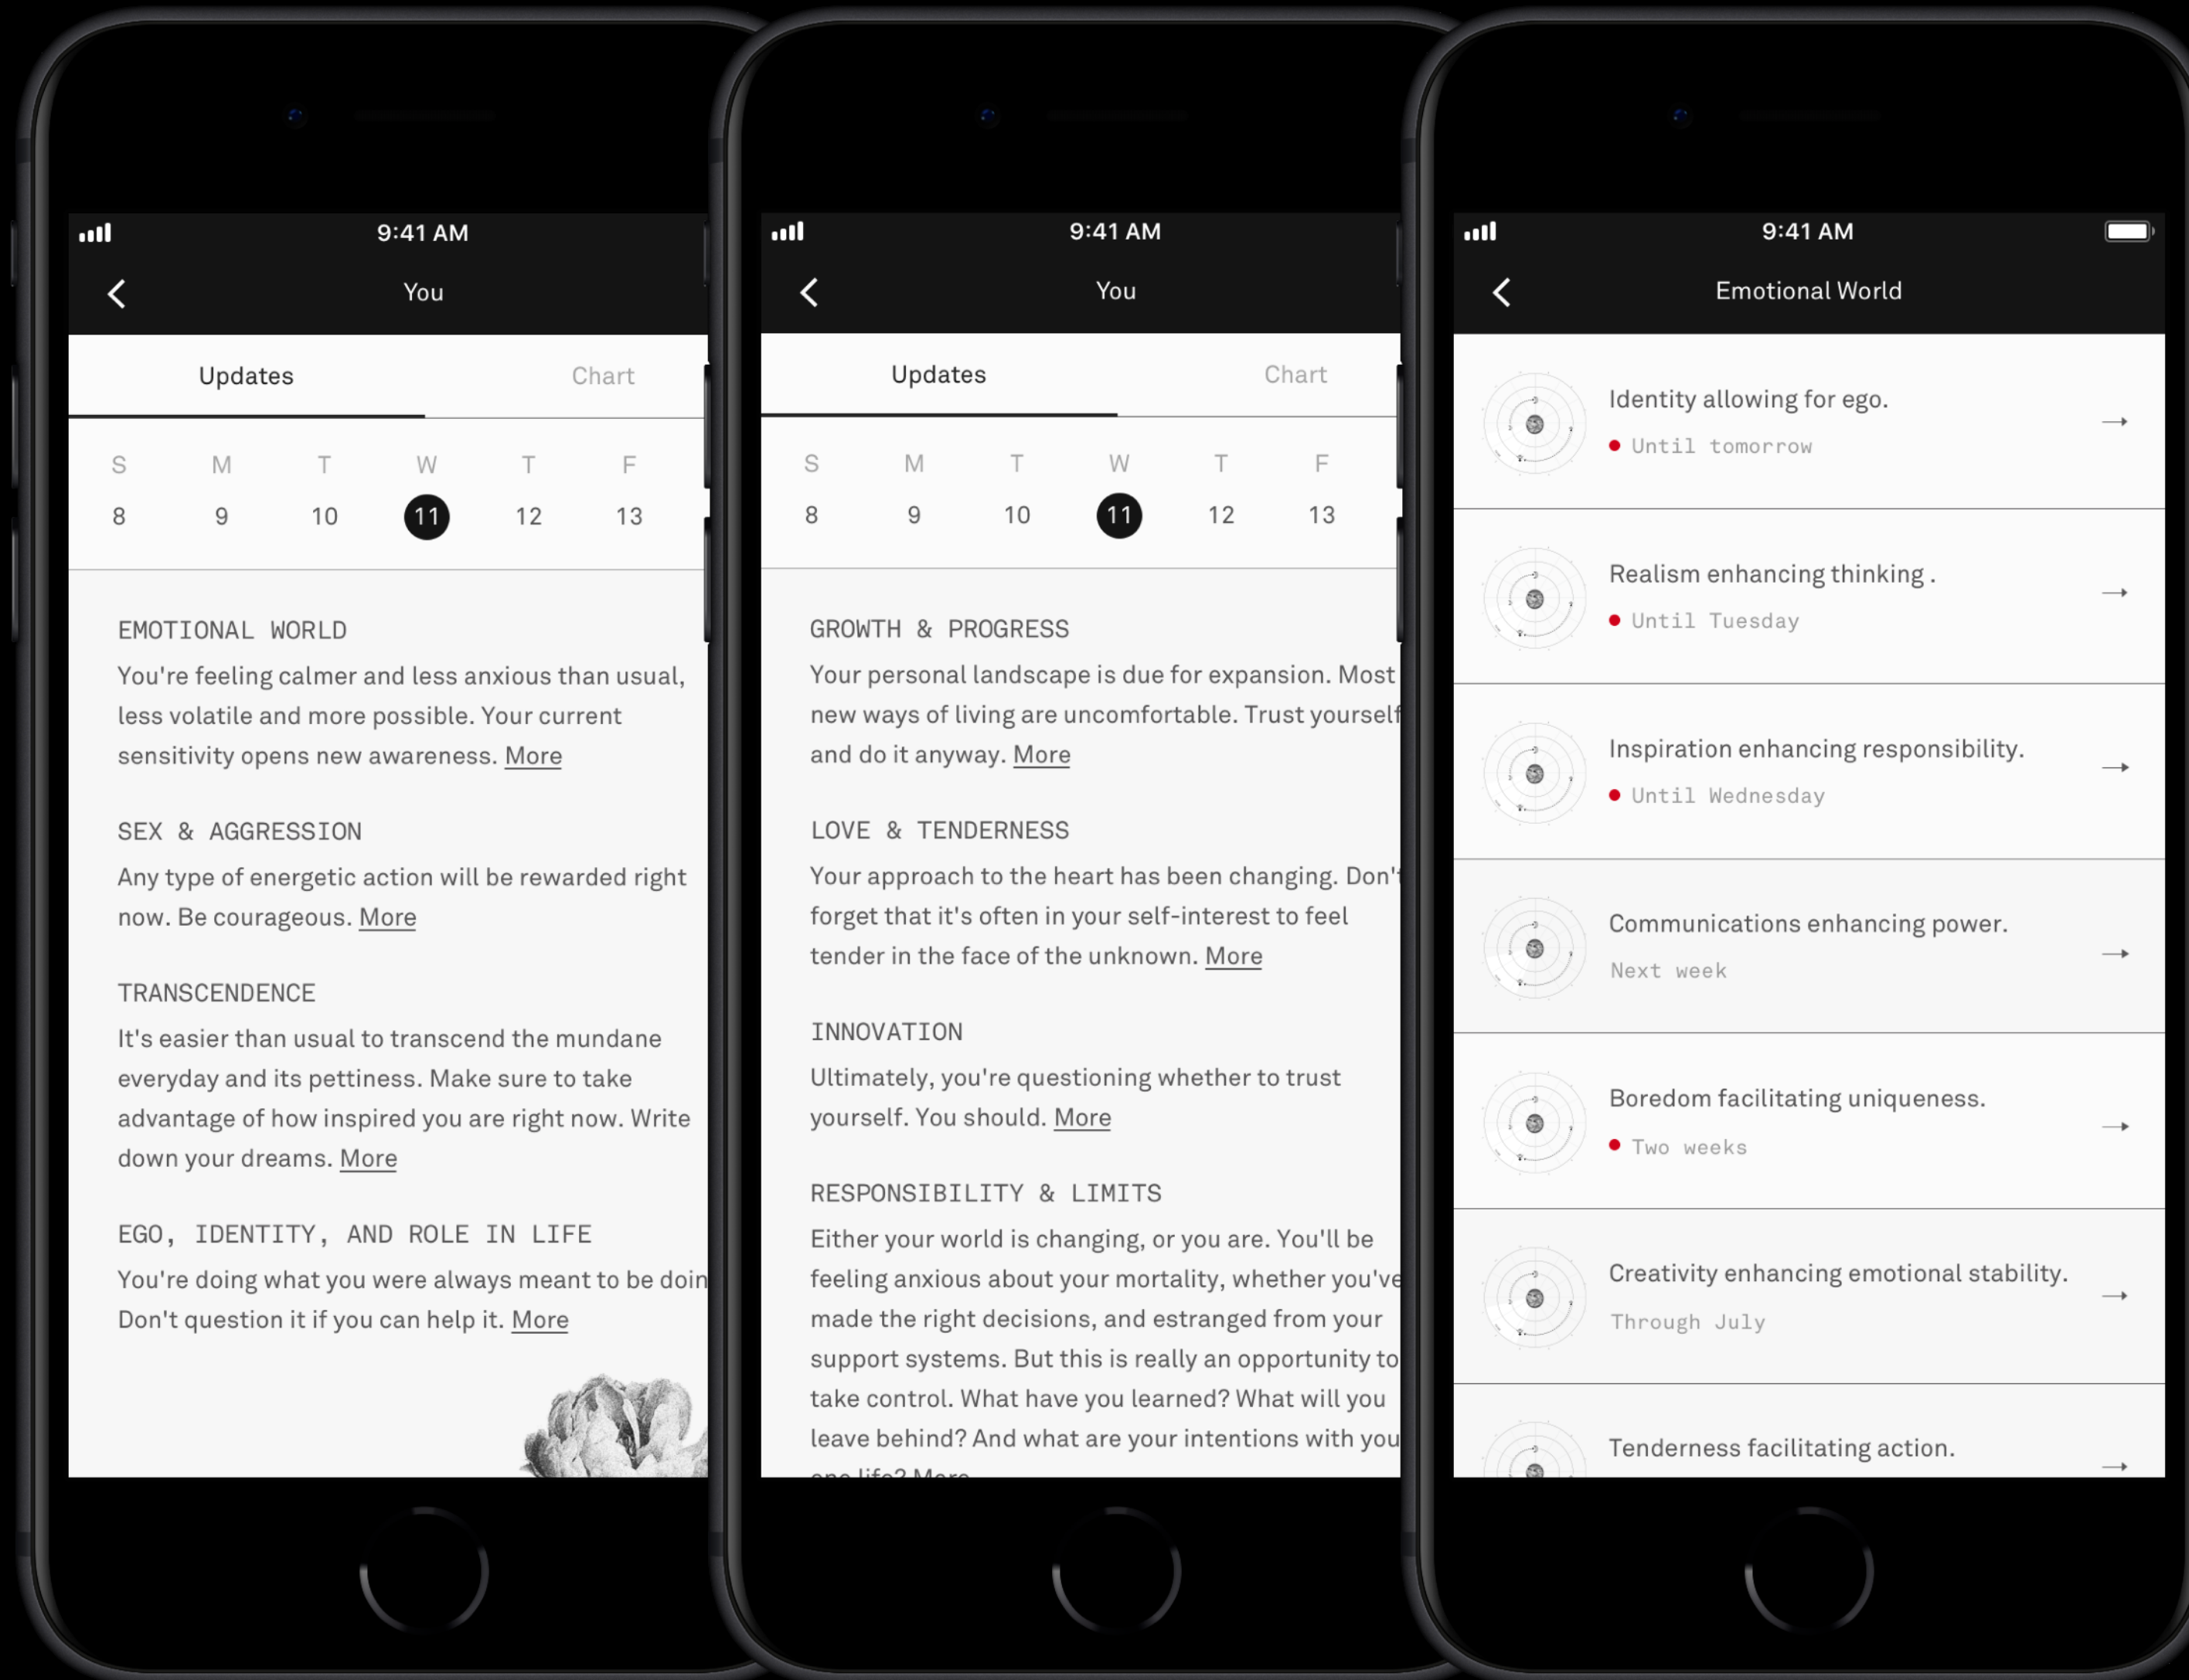 9:41 AM
You
Updates
Chart
S M T W T F
8 9 10 11 12 13
EMOTIONAL WORLD
You're feeling calmer and less anxious than usual,
less volatile and more possible. Your current
sensitivity opens new awareness. More
SEX & AGGRESSION
Any type of energetic action will be rewarded right
now. Be courageous. More
TRANSCENDENCE
It's easier than usual to transcend the mundane
everyday and its pettiness. Make sure to take
advantage of how inspired you are right now. Write
down your dreams. More
EGO, IDENTITY, AND ROLE IN LIFE
You're doing what you were always meant to be doin
Don't question it if you can help it. More
9:41 AM
You
Updates
Chart
S M T W T F
8 9 10 11 12 13
GROWTH & PROGRESS
Your personal landscape is due for expansion. Most
new ways of living are uncomfortable. Trust yourself
and do it anyway. More
LOVE & TENDERNESS
Your approach to the heart has been changing. Don't
forget that it's often in your self-interest to feel
tender in the face of the unknown. More
INNOVATION
Ultimately, you're questioning whether to trust
yourself. You should. More
RESPONSIBILITY & LIMITS
Either your world is changing, or you are. You'll be
feeling anxious about your mortality, whether you've
made the right decisions, and estranged from your
support systems. But this is really an opportunity to
take control. What have you learned? What will you
leave behind? And what are your intentions with you
one life? More
9:41 AM
Emotional World
Identity allowing for ego.
Until tomorrow
Realism enhancing thinking .
Until Tuesday
Inspiration enhancing responsibility.
Until Wednesday
Communications enhancing power.
Next week
Boredom facilitating uniqueness.
Two weeks
Creativity enhancing emotional stability.
Through July
Tenderness facilitating action.